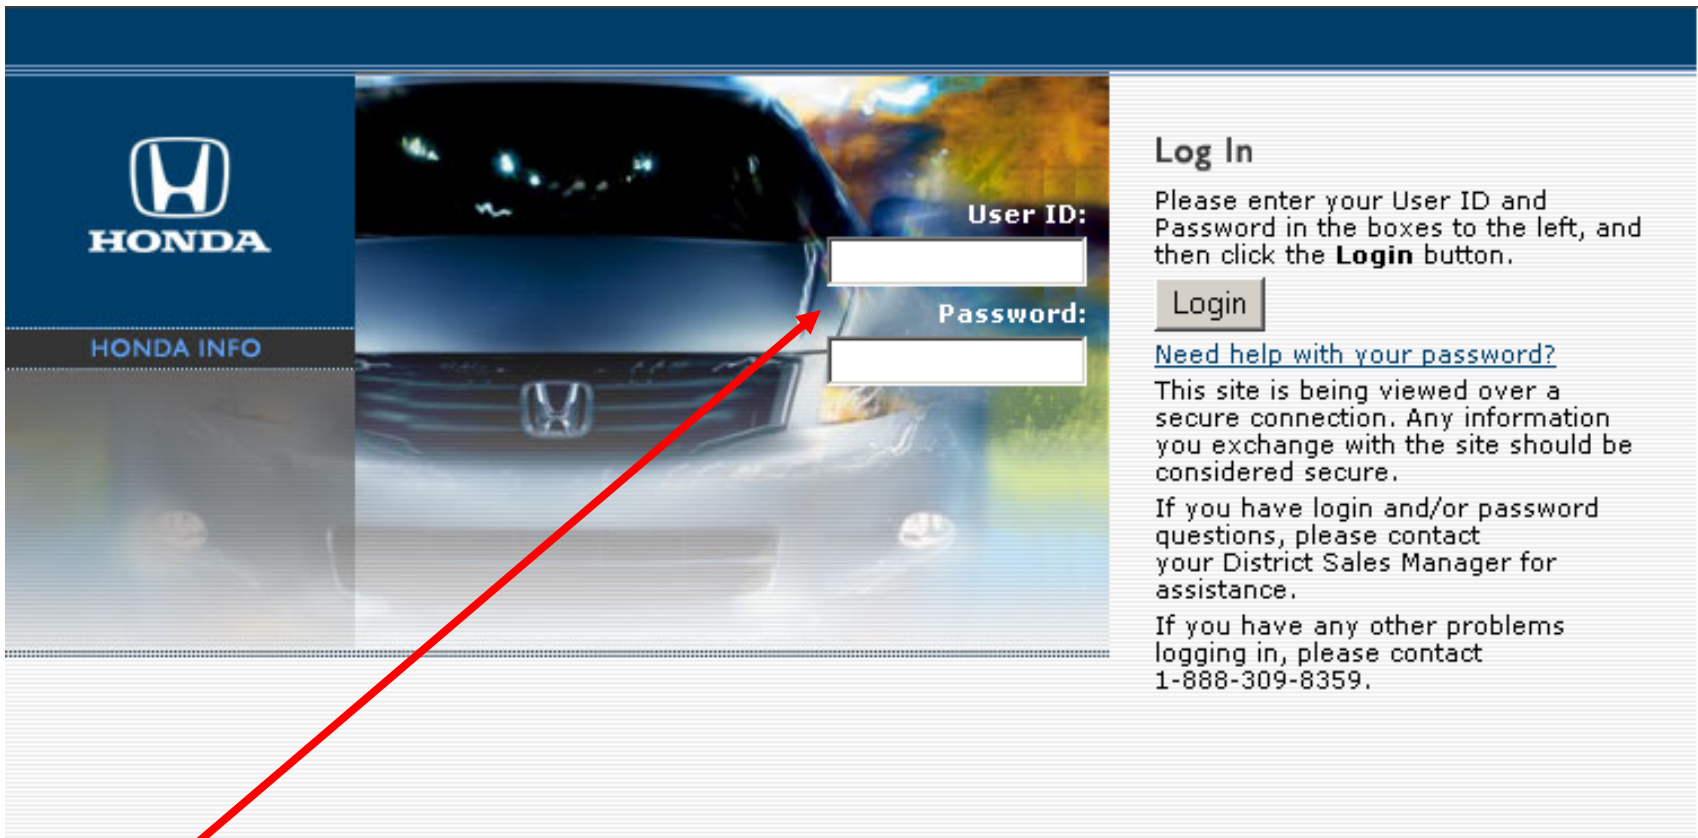 HONDA
HONDA INFO
User ID:
Password:
Log In
Please enter your User ID and
Password in the boxes to the left, and
then click the Login button.
Login
Need help with your password?
This site is being viewed over a
secure connection. Any information
you exchange with the site should be
considered secure.
If you have login and/or password
questions, please contact
your District Sales Manager for
assistance.
If you have any other problems
logging in, please contact
1-888-309-8359.